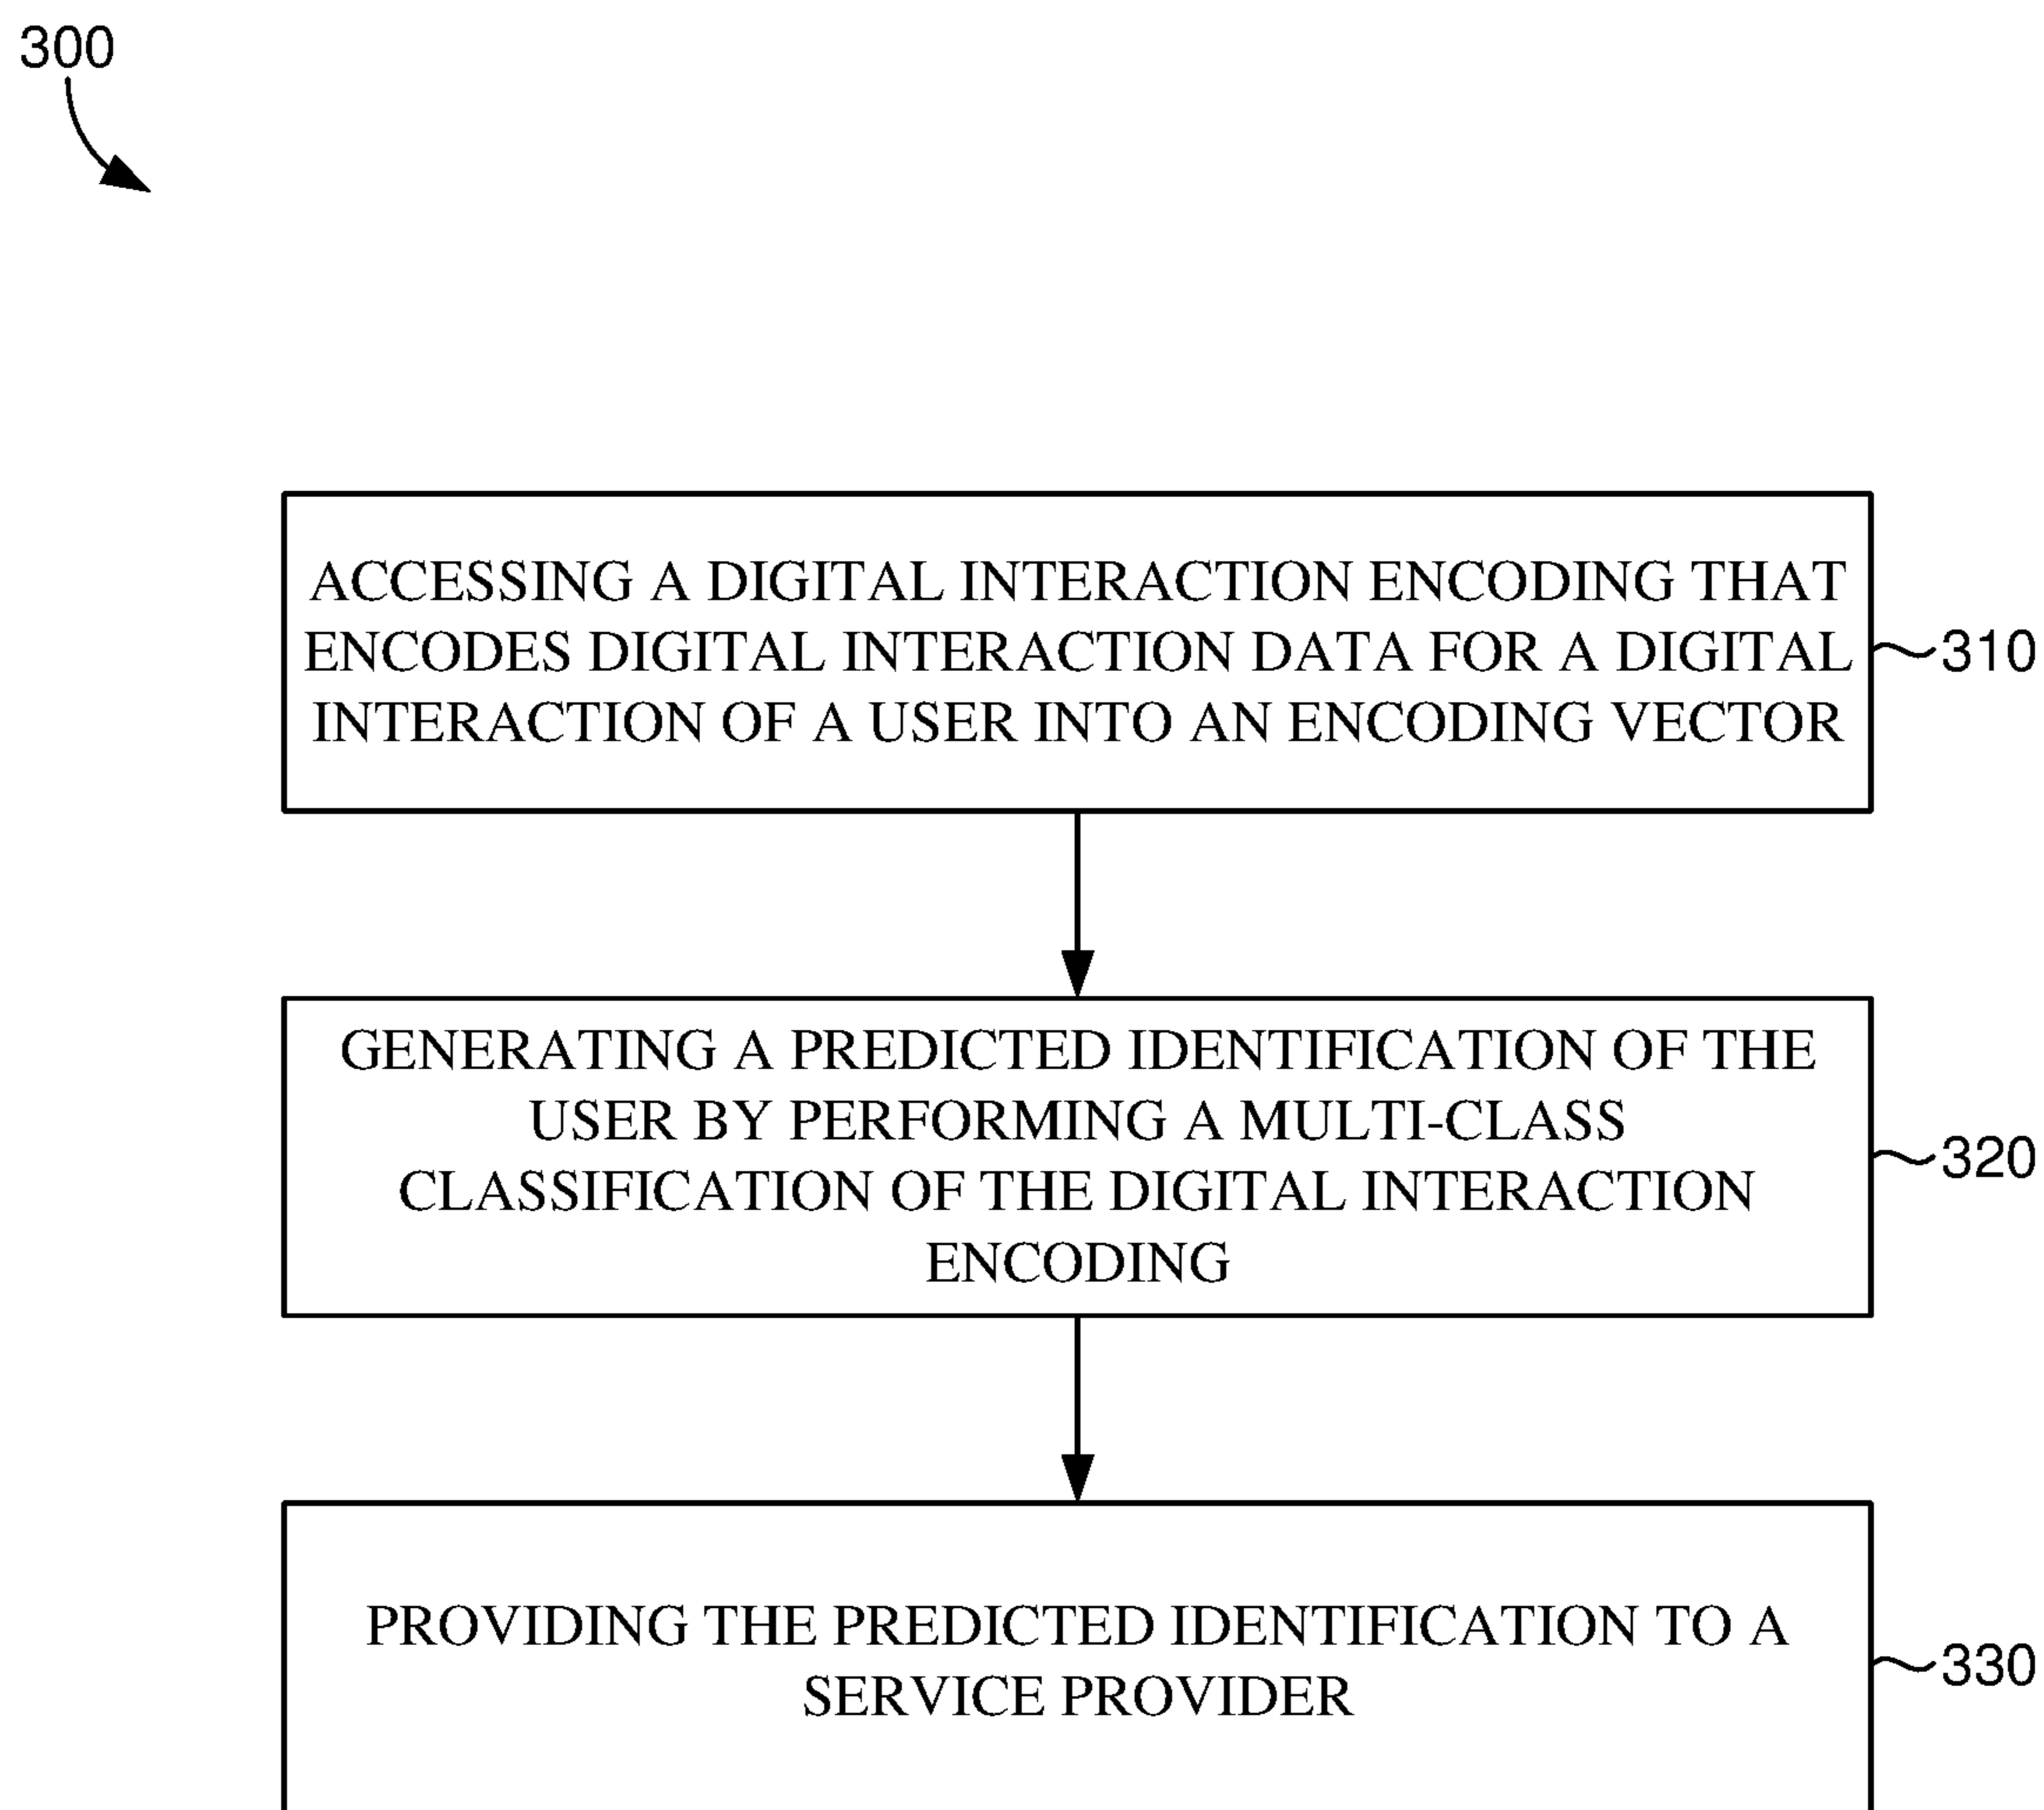 300
ACCESSING A DIGITAL INTERACTION ENCODING THAT
ENCODES DIGITAL INTERACTION DATA FOR A DIGITAL
INTERACTION OF A USER INTO AN ENCODING VECTOR
310
GENERATING A PREDICTED IDENTIFICATION OF THE
USER BY PERFORMING A MULTI-CLASS
CLASSIFICATION OF THE DIGITAL INTERACTION
ENCODING
320
PROVIDING THE PREDICTED IDENTIFICATION TO A
SERVICE PROVIDER
330